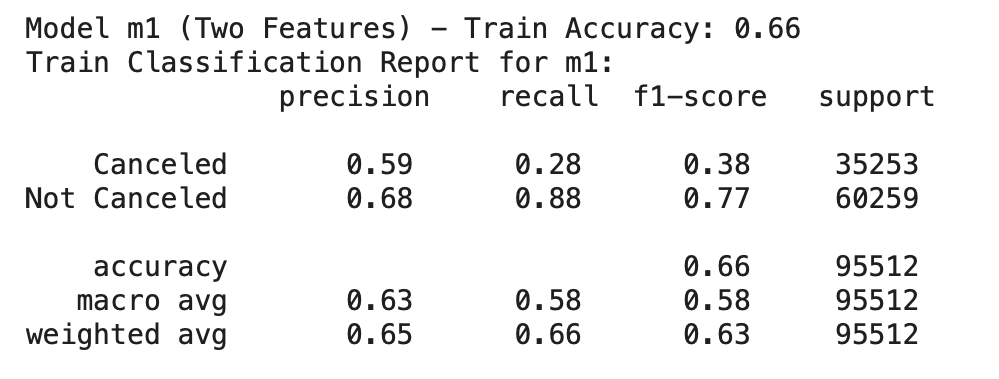 Model m1 (Two Features) – Train Accuracy: 0.66
Train Classification Report for m1:
precision recall f1-score support
Canceled 0.59 0.28 0.38 35253
Not Canceled 0.68 0.88 0.77 60259
accuracy 0.66 95512
macro avg 0.63 0.58 0.58 95512
weighted avg 0.65 0.66 0.63 95512